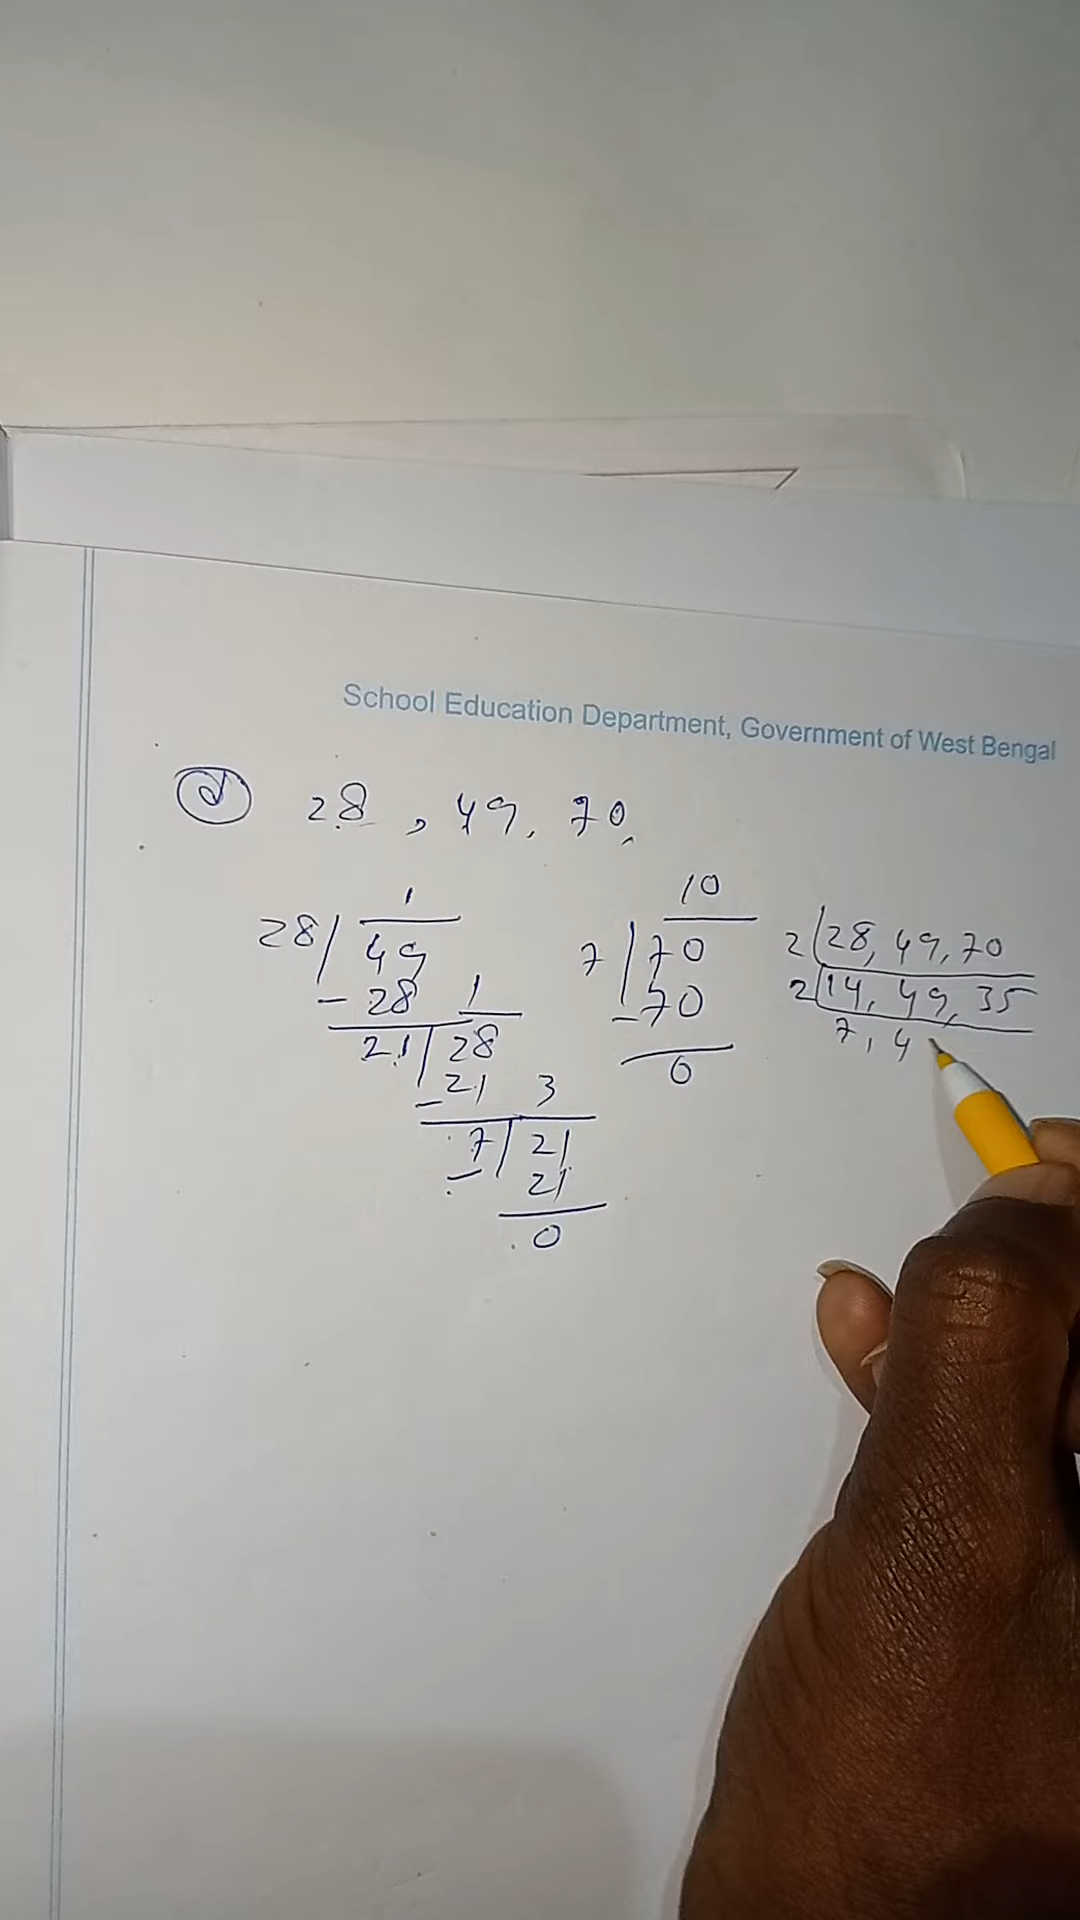 School Education Department, Government of West Bengal
d 28, 49, 70,
1
28 / 49
- 28 1
21 / 28
- 21 3
7 / 21
- 21
0
10
7 / 70
- 70
0
2 | 28, 49, 70
2 | 14, 49, 35
7, 4